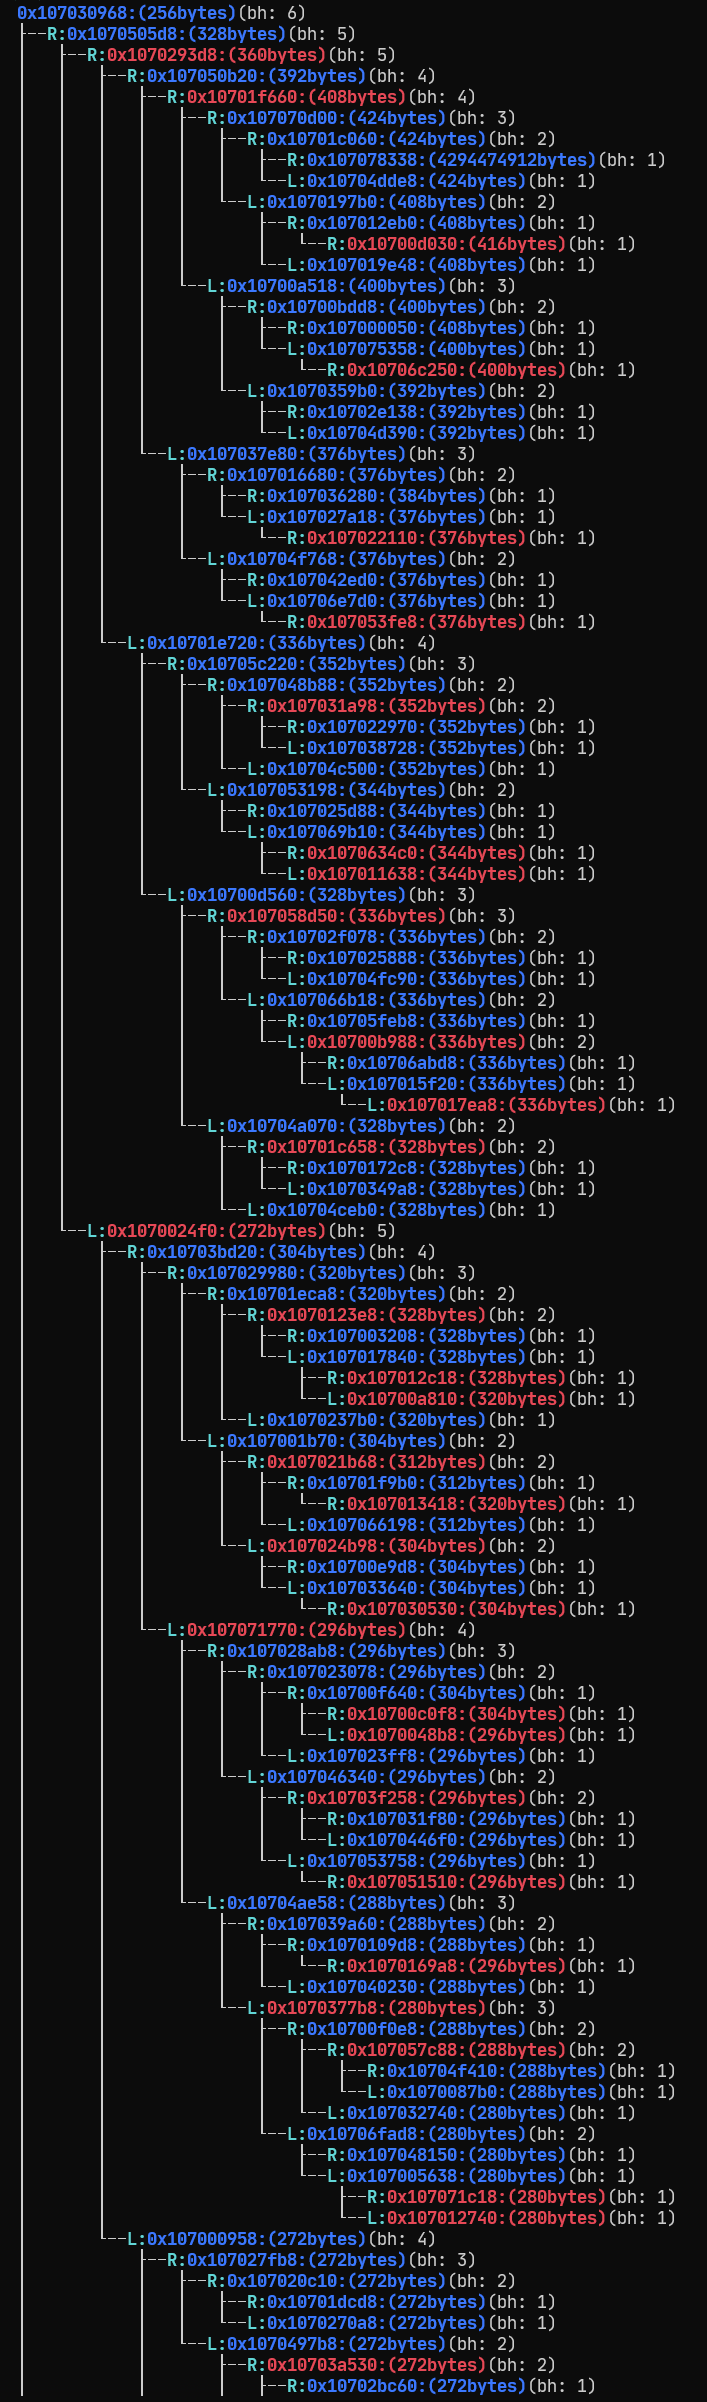 0x107030968:(256bytes)(bh: 6)
R:0x1070505d8:(328bytes)(bh: 5)
R:0x1070293d8:(360bytes)(bh: 5)
R:0x107050b20:(392bytes)(bh: 4)
R:0x10701f660:(408bytes)(bh: 4)
R:0x107070d00:(424bytes)(bh: 3)
R:0x10701c060:(424bytes)(bh: 2)
R:0x107078338:(4294474912bytes)(bh: 1)
L:0x10704dde8:(424bytes)(bh: 1)
L:0x1070197b0:(408bytes)(bh: 2)
R:0x107012eb0:(408bytes)(bh: 1)
R:0x10700d030:(416bytes)(bh: 1)
L:0x107019e48:(408bytes)(bh: 1)
L:0x10700a518:(400bytes)(bh: 3)
R:0x10700bdd8:(400bytes)(bh: 2)
R:0x107000050:(408bytes)(bh: 1)
L:0x107075358:(400bytes)(bh: 1)
R:0x10706c250:(400bytes)(bh: 1)
L:0x1070359b0:(392bytes)(bh: 2)
R:0x10702e138:(392bytes)(bh: 1)
L:0x10704d390:(392bytes)(bh: 1)
L:0x107037e80:(376bytes)(bh: 3)
R:0x107016680:(376bytes)(bh: 2)
R:0x107036280:(384bytes)(bh: 1)
L:0x107027a18:(376bytes)(bh: 1)
R:0x107022110:(376bytes)(bh: 1)
L:0x10704f768:(376bytes)(bh: 2)
R:0x107042ed0:(376bytes)(bh: 1)
L:0x10706e7d0:(376bytes)(bh: 1)
R:0x107053fe8:(376bytes)(bh: 1)
L:0x10701e720:(336bytes)(bh: 4)
R:0x10705c220:(352bytes)(bh: 3)
R:0x107048b88:(352bytes)(bh: 2)
R:0x107031a98:(352bytes)(bh: 2)
R:0x107022970:(352bytes)(bh: 1)
L:0x107038728:(352bytes)(bh: 1)
L:0x10704c500:(352bytes)(bh: 1)
L:0x107053198:(344bytes)(bh: 2)
R:0x107025d88:(344bytes)(bh: 1)
L:0x107069b10:(344bytes)(bh: 1)
R:0x1070634c0:(344bytes)(bh: 1)
L:0x107011638:(344bytes)(bh: 1)
L:0x10700d560:(328bytes)(bh: 3)
R:0x107058d50:(336bytes)(bh: 3)
R:0x10702f078:(336bytes)(bh: 2)
R:0x107025888:(336bytes)(bh: 1)
L:0x10704fc90:(336bytes)(bh: 1)
L:0x107066b18:(336bytes)(bh: 2)
R:0x10705feb8:(336bytes)(bh: 1)
L:0x10700b988:(336bytes)(bh: 2)
R:0x10706abd8:(336bytes)(bh: 1)
L:0x107015f20:(336bytes)(bh: 1)
L:0x107017ea8:(336bytes)(bh: 1)
L:0x10704a070:(328bytes)(bh: 2)
R:0x10701c658:(328bytes)(bh: 2)
R:0x1070172c8:(328bytes)(bh: 1)
L:0x1070349a8:(328bytes)(bh: 1)
L:0x10704ceb0:(328bytes)(bh: 1)
L:0x1070024f0:(272bytes)(bh: 5)
R:0x10703bd20:(304bytes)(bh: 4)
R:0x107029980:(320bytes)(bh: 3)
R:0x10701eca8:(320bytes)(bh: 2)
R:0x1070123e8:(328bytes)(bh: 2)
R:0x107003208:(328bytes)(bh: 1)
L:0x107017840:(328bytes)(bh: 1)
R:0x107012c18:(328bytes)(bh: 1)
L:0x10700a810:(320bytes)(bh: 1)
L:0x1070237b0:(320bytes)(bh: 1)
L:0x107001b70:(304bytes)(bh: 2)
R:0x107021b68:(312bytes)(bh: 2)
R:0x10701f9b0:(312bytes)(bh: 1)
R:0x107013418:(320bytes)(bh: 1)
L:0x107066198:(312bytes)(bh: 1)
L:0x107024b98:(304bytes)(bh: 2)
R:0x10700e9d8:(304bytes)(bh: 1)
L:0x107033640:(304bytes)(bh: 1)
R:0x107030530:(304bytes)(bh: 1)
L:0x107071770:(296bytes)(bh: 4)
R:0x107028ab8:(296bytes)(bh: 3)
R:0x107023078:(296bytes)(bh: 2)
R:0x10700f640:(304bytes)(bh: 1)
R:0x10700c0f8:(304bytes)(bh: 1)
L:0x1070048b8:(296bytes)(bh: 1)
L:0x107023ff8:(296bytes)(bh: 1)
L:0x107046340:(296bytes)(bh: 2)
R:0x10703f258:(296bytes)(bh: 2)
R:0x107031f80:(296bytes)(bh: 1)
L:0x1070446f0:(296bytes)(bh: 1)
L:0x107053758:(296bytes)(bh: 1)
R:0x107051510:(296bytes)(bh: 1)
L:0x10704ae58:(288bytes)(bh: 3)
R:0x107039a60:(288bytes)(bh: 2)
R:0x1070109d8:(288bytes)(bh: 1)
R:0x1070169a8:(296bytes)(bh: 1)
L:0x107040230:(288bytes)(bh: 1)
L:0x1070377b8:(280bytes)(bh: 3)
R:0x10700f0e8:(288bytes)(bh: 2)
R:0x107057c88:(288bytes)(bh: 2)
R:0x10704f410:(288bytes)(bh: 1)
L:0x1070087b0:(288bytes)(bh: 1)
L:0x107032740:(280bytes)(bh: 1)
L:0x10706fad8:(280bytes)(bh: 2)
R:0x107048150:(280bytes)(bh: 1)
L:0x107005638:(280bytes)(bh: 1)
R:0x107071c18:(280bytes)(bh: 1)
L:0x107012740:(280bytes)(bh: 1)
L:0x107000958:(272bytes)(bh: 4)
R:0x107027fb8:(272bytes)(bh: 3)
R:0x107020c10:(272bytes)(bh: 2)
R:0x10701dcd8:(272bytes)(bh: 1)
L:0x1070270a8:(272bytes)(bh: 1)
L:0x1070497b8:(272bytes)(bh: 2)
R:0x10703a530:(272bytes)(bh: 2)
R:0x10702bc60:(272bytes)(bh: 1)